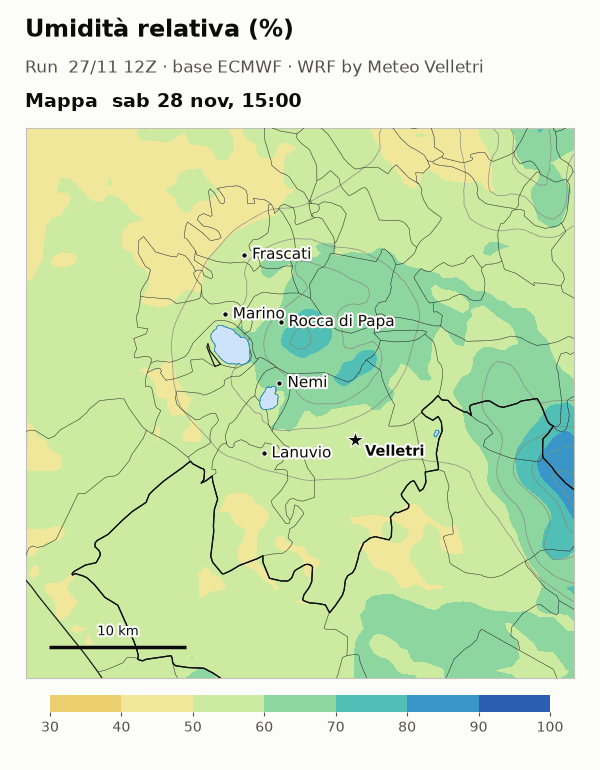 Umidità relativa (%)
Run  27/11 12Z · base ECMWF · WRF by Meteo Velletri
Mappa  sab 28 nov, 15:00
Frascati
Marino
Rocca di Papa
Nemi
Velletri
Lanuvio
10 km
30 40 50 60 70 80 90 100